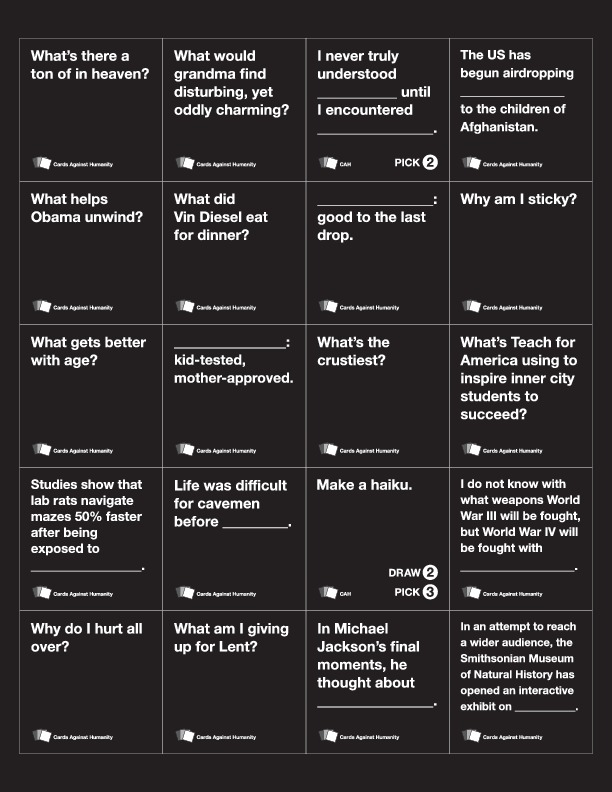 What's there a
ton of in heaven?
Cards Against Humanity
What would
grandma find
disturbing, yet
oddly charming?
Cards Against Humanity
I never truly
understood
____________ until
I encountered
__________________.
CAH
PICK 2
The US has
begun airdropping
__________________
to the children of
Afghanistan.
Cards Against Humanity
What helps
Obama unwind?
Cards Against Humanity
What did
Vin Diesel eat
for dinner?
Cards Against Humanity
__________________:
good to the last
drop.
Cards Against Humanity
Why am I sticky?
Cards Against Humanity
What gets better
with age?
Cards Against Humanity
__________________:
kid-tested,
mother-approved.
Cards Against Humanity
What's the
crustiest?
Cards Against Humanity
What's Teach for
America using to
inspire inner city
students to
succeed?
Cards Against Humanity
Studies show that
lab rats navigate
mazes 50% faster
after being
exposed to
__________________.
Cards Against Humanity
Life was difficult
for cavemen
before __________.
Cards Against Humanity
Make a haiku.
DRAW 2
CAH
PICK 3
I do not know with
what weapons World
War III will be fought,
but World War IV will
be fought with
__________________.
Cards Against Humanity
Why do I hurt all
over?
Cards Against Humanity
What am I giving
up for Lent?
Cards Against Humanity
In Michael
Jackson's final
moments, he
thought about
__________________.
Cards Against Humanity
In an attempt to reach
a wider audience, the
Smithsonian Museum
of Natural History has
opened an interactive
exhibit on ___________.
Cards Against Humanity